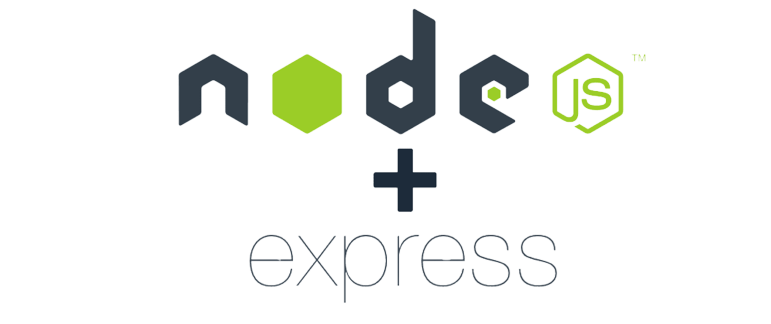 node JS ™
+
express